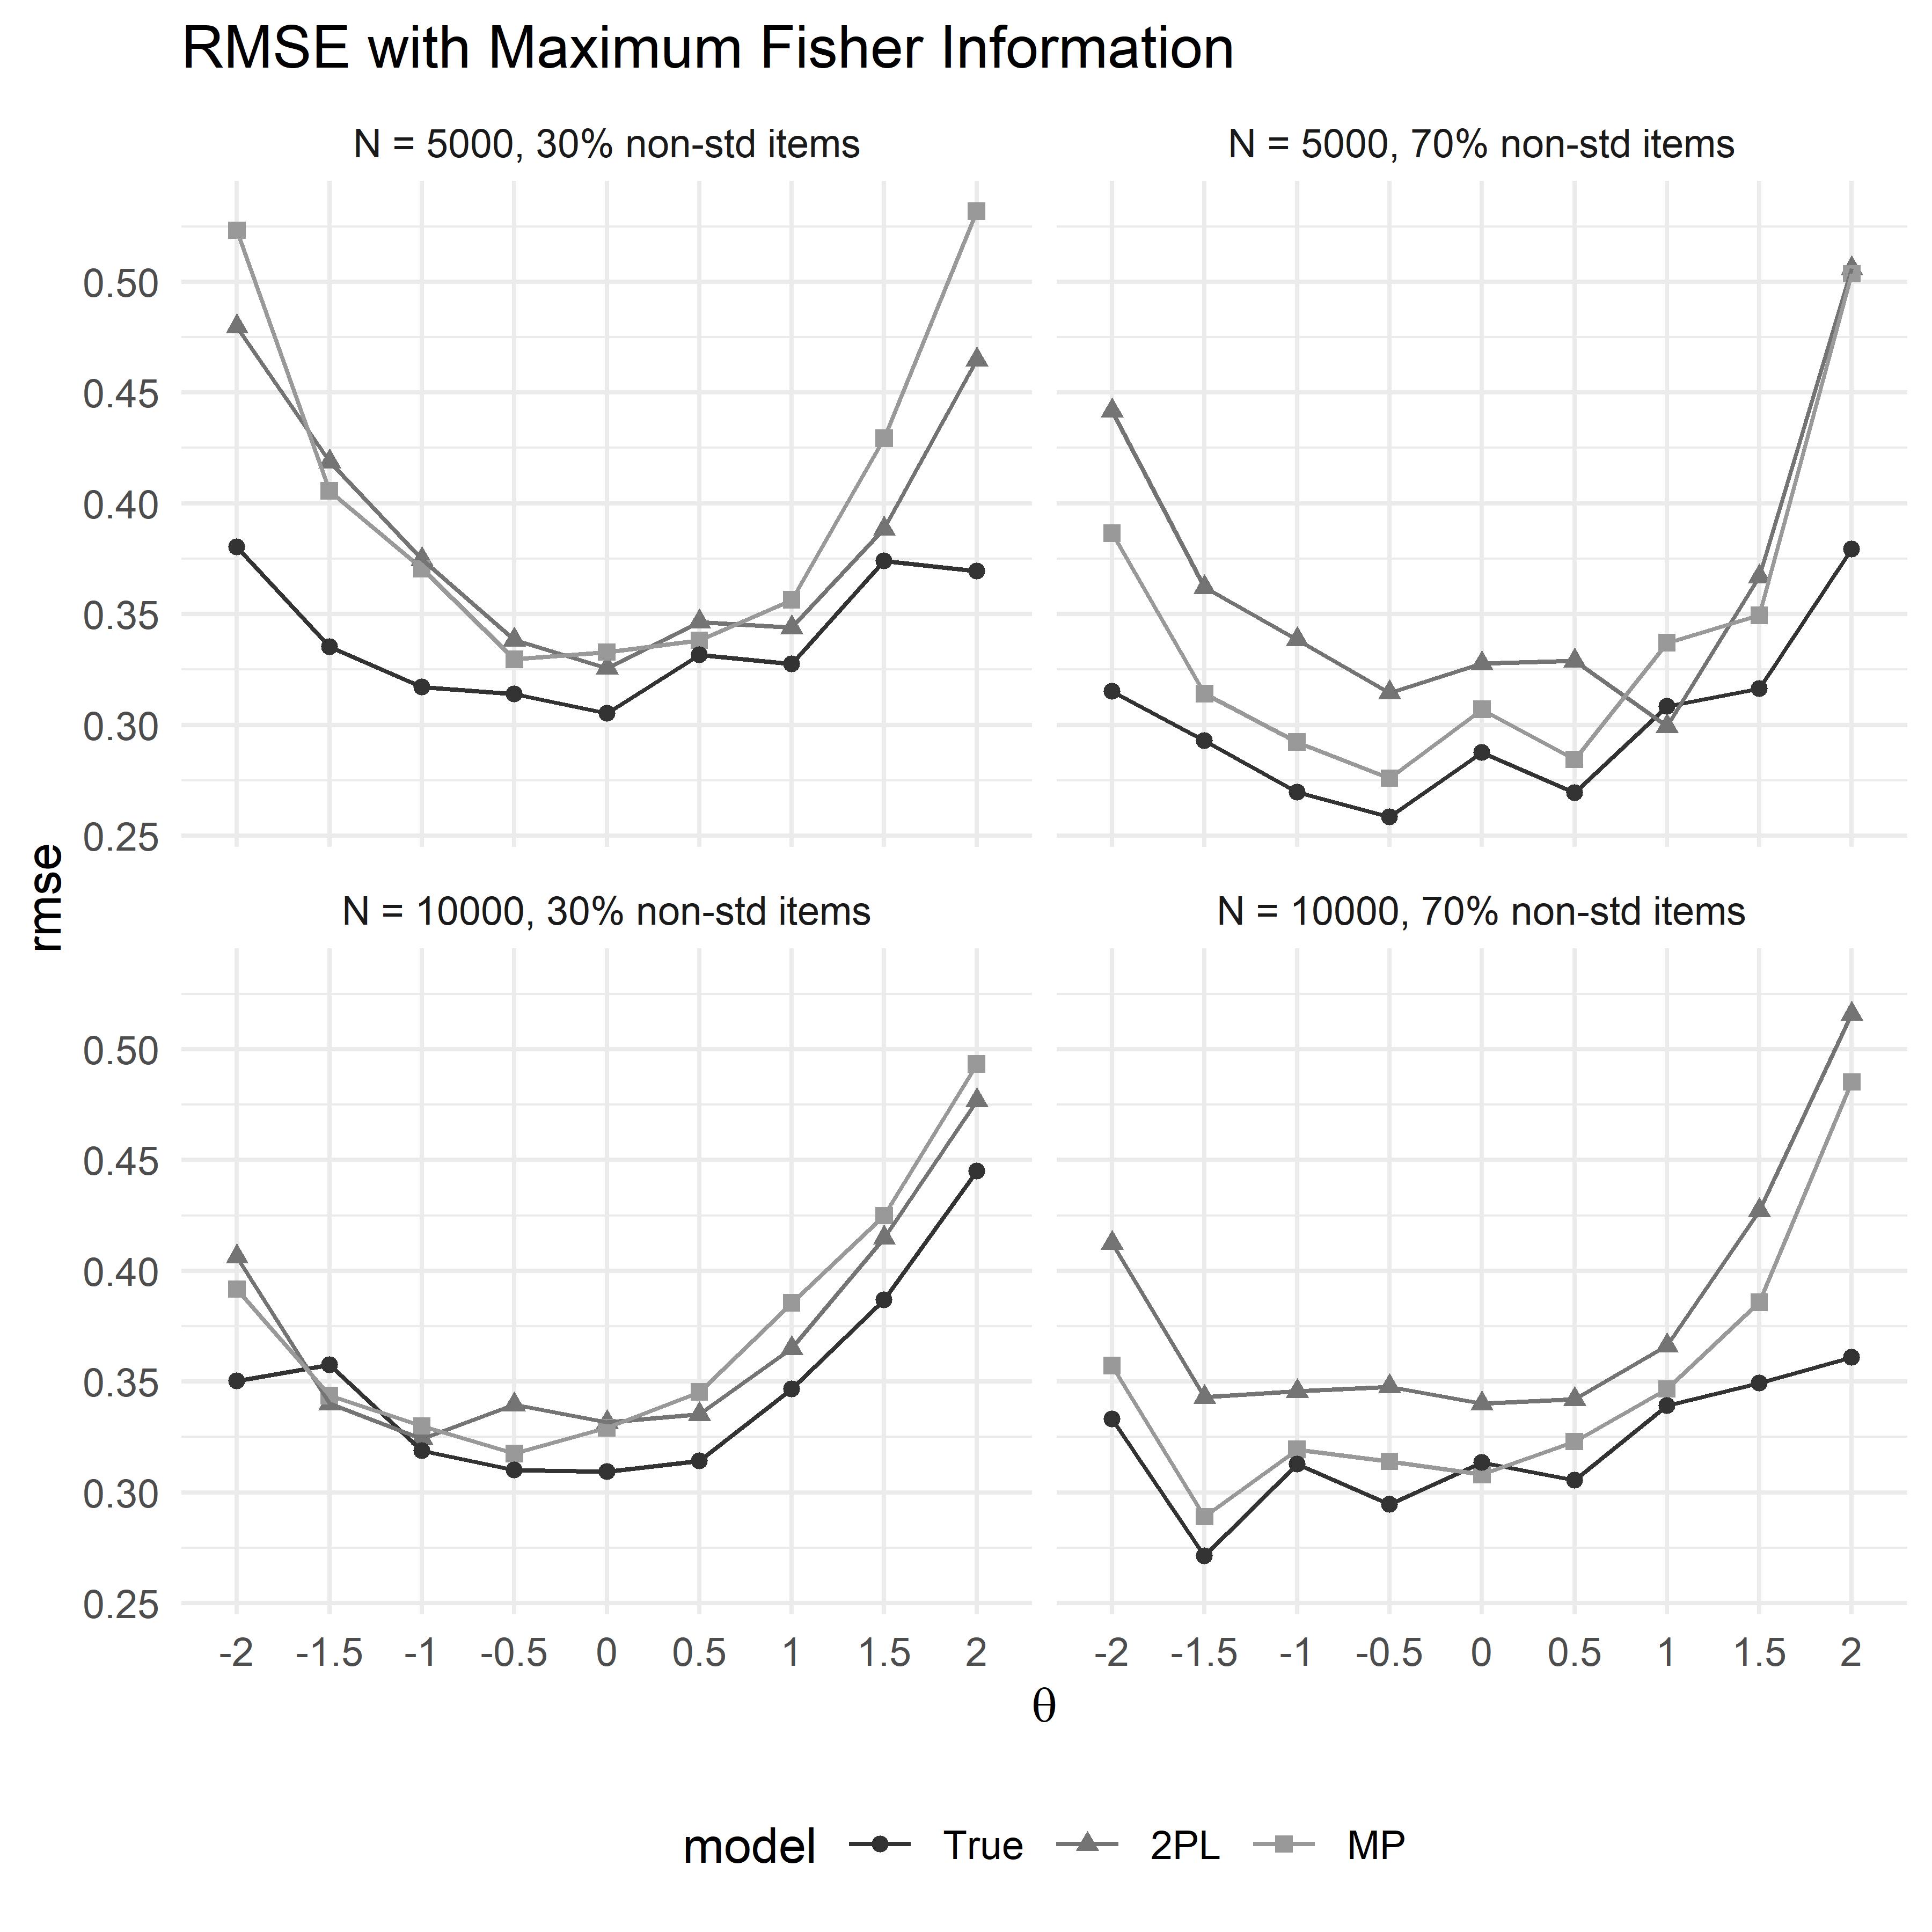 RMSE with Maximum Fisher Information
N = 5000, 30% non-std items
N = 5000, 70% non-std items
0.50
0.45
0.40
0.35
0.30
0.25
rmse
N = 10000, 30% non-std items
N = 10000, 70% non-std items
0.50
0.45
0.40
0.35
0.30
0.25
-2 -1.5 -1 -0.5 0 0.5 1 1.5 2
-2 -1.5 -1 -0.5 0 0.5 1 1.5 2
θ
model True 2PL MP